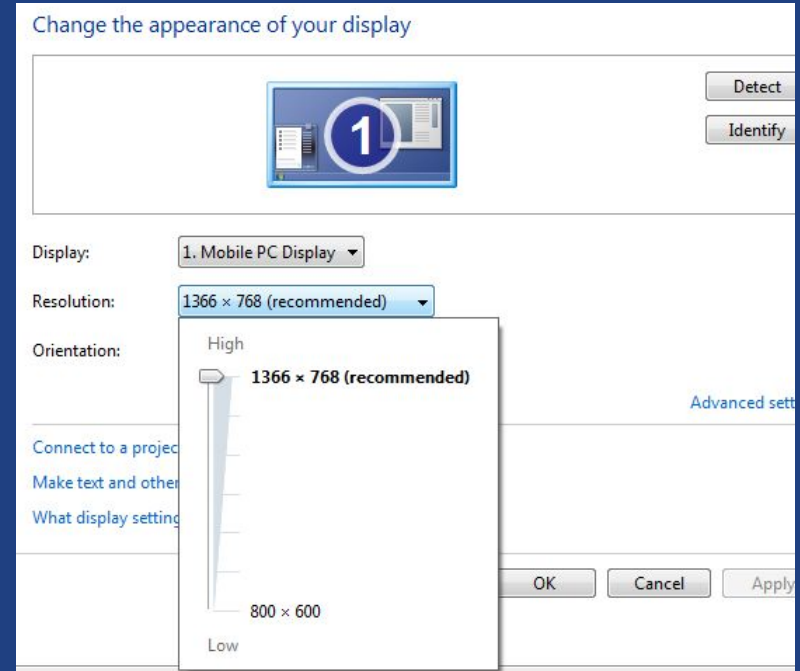 Change the appearance of your display
1
Detect
Identify
Display: 1. Mobile PC Display
Resolution: 1366 × 768 (recommended)
Orientation:
High
1366 × 768 (recommended)
Advanced sett
Connect to a projec
Make text and other
What display setting
OK Cancel Apply
800 × 600
Low